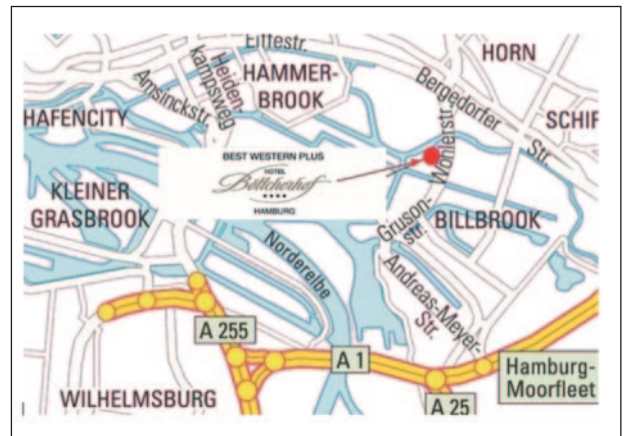 Eiffestr.
HORN
Heiden-
kampsweg
HAMMER-
BROOK
Bergedorfer
Str.
Amsinckstr.
HAFENCITY
SCHIF
BEST WESTERN PLUS
HOTEL
Böttcherhof
HAMBURG
Wöhlerstr.
KLEINER
GRASBROOK
Gruson-
str.
BILLBROOK
Norderelbe
Andreas-Meyer-
Str.
A 255
A 1
Hamburg-
Moorfleet
WILHELMSBURG
A 25